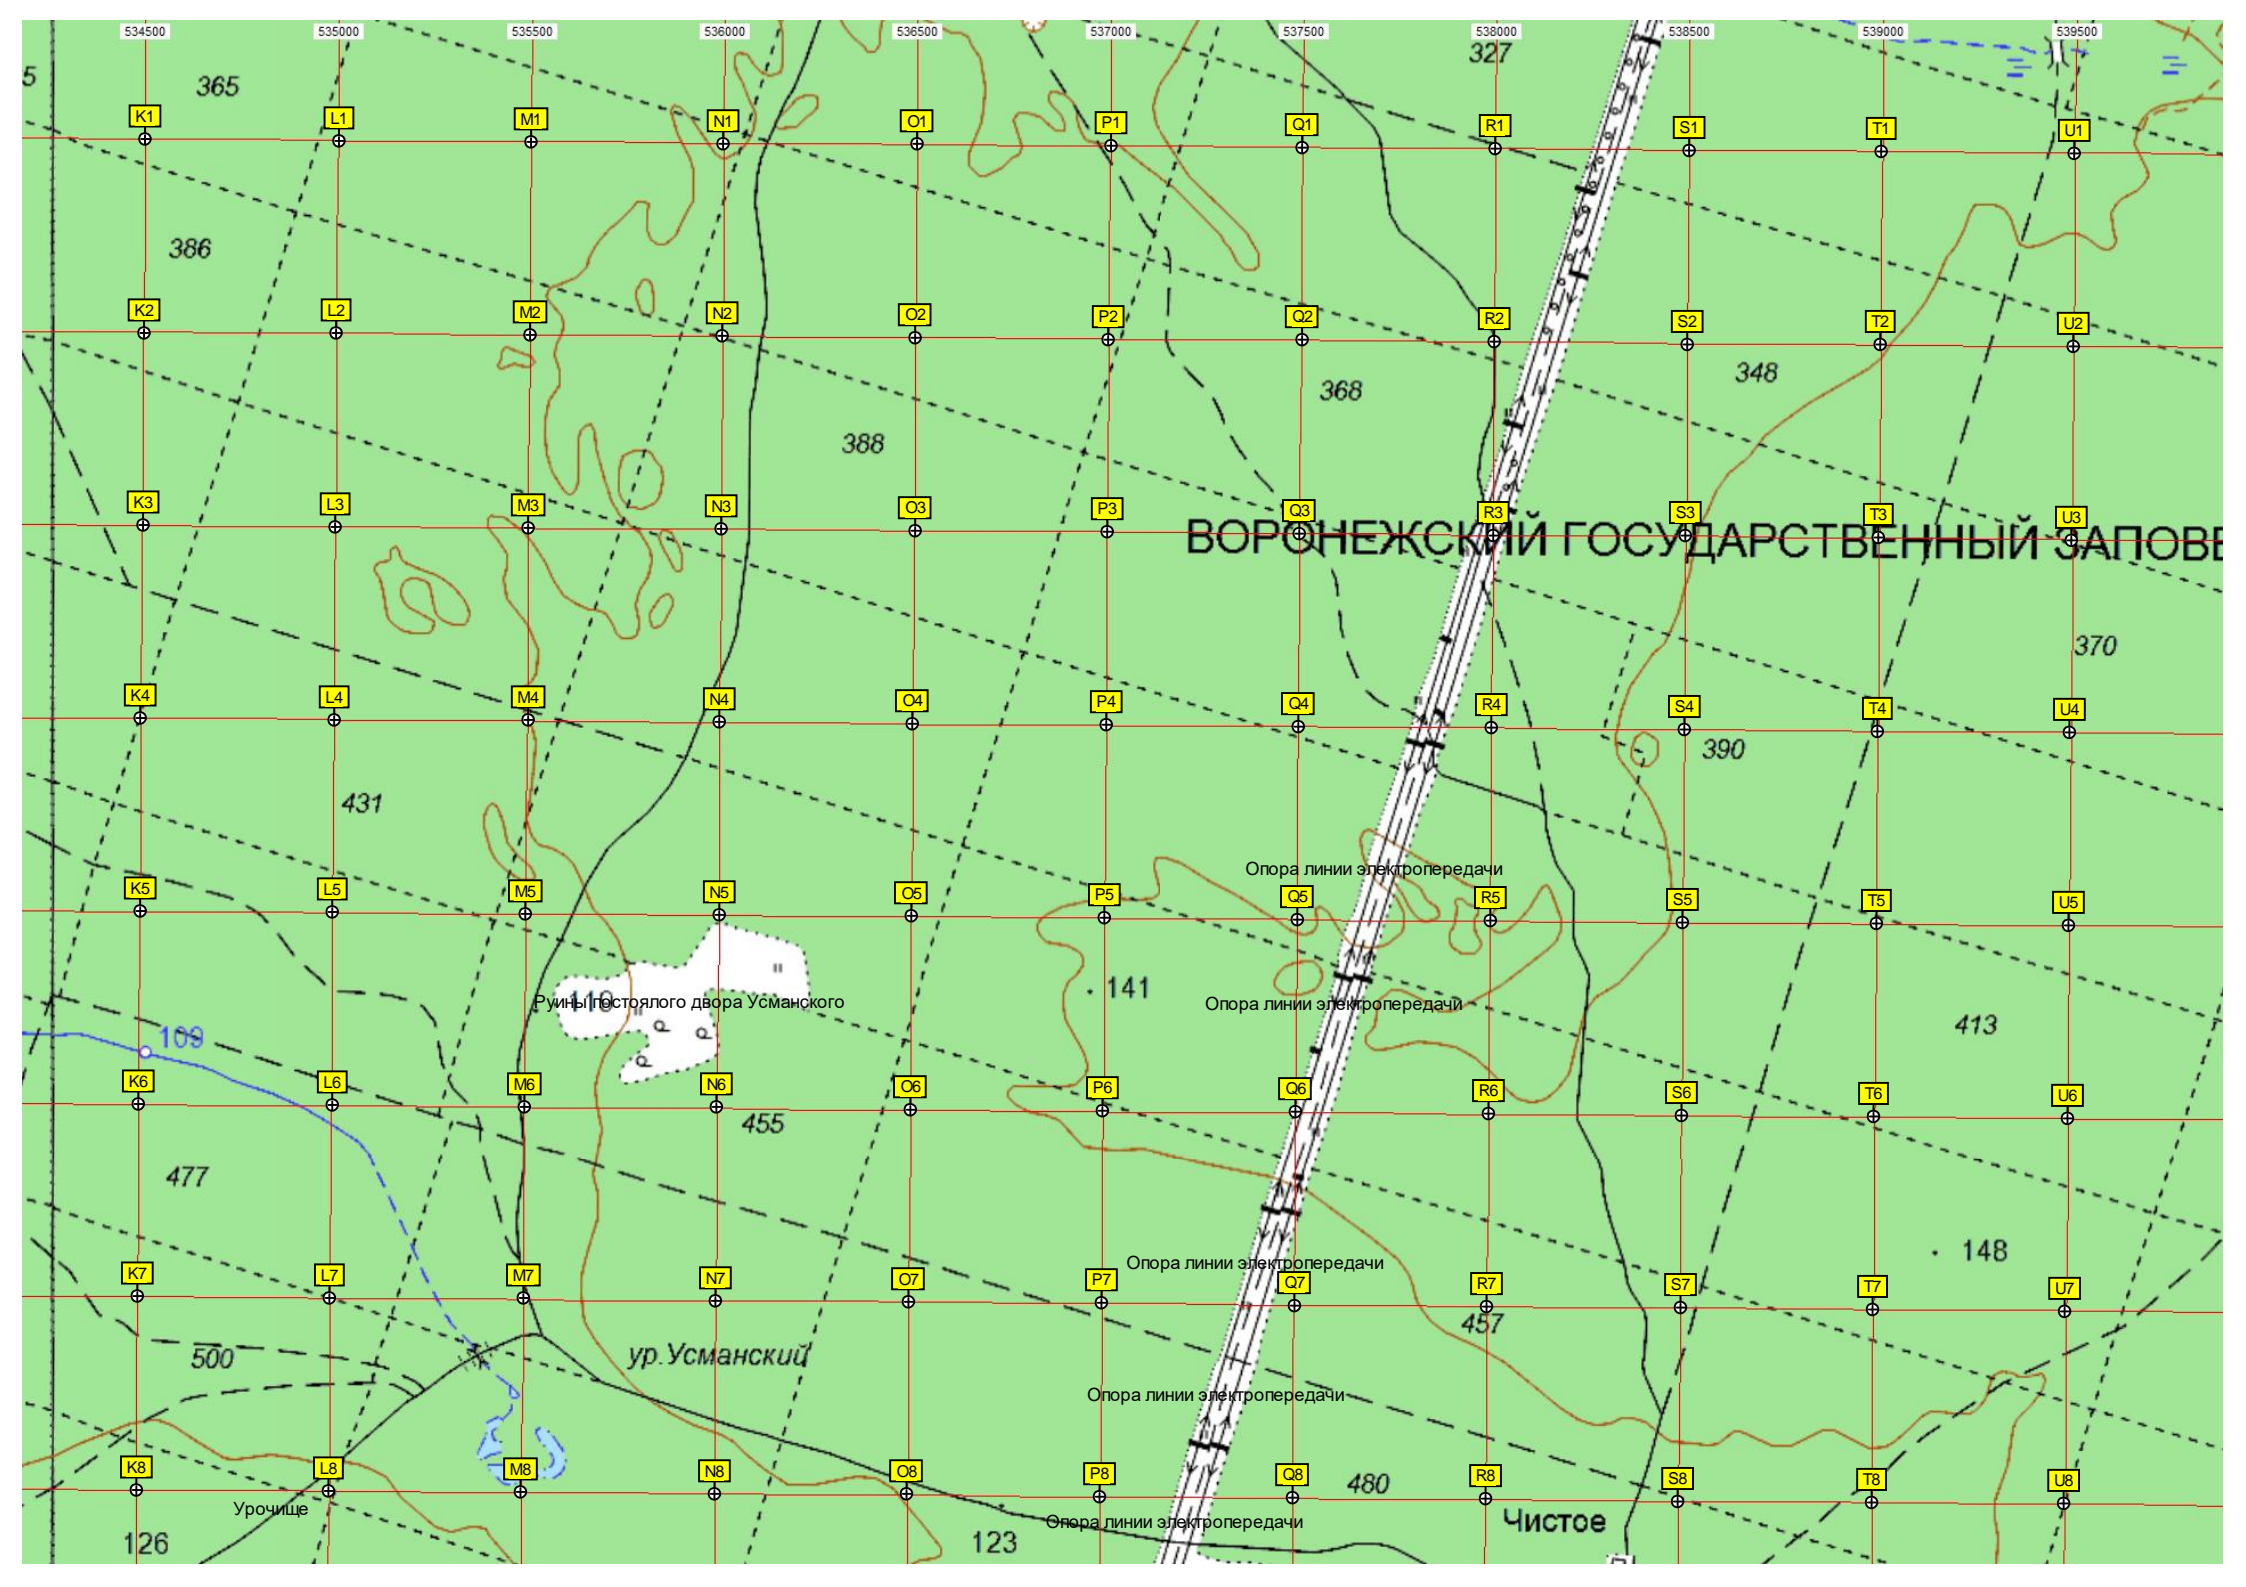 534500 535000 535500 536000 536500 537000 537500 538000 538500 539000 539500
327
5 365
K1 L1 M1 N1 O1 P1 Q1 R1 S1 T1 U1
386
K2 L2 M2 N2 O2 P2 Q2 R2 S2 T2 U2
368 348
388
K3 L3 M3 N3 O3 P3 Q3 R3 S3 T3 U3
ВОРОНЕЖСКИЙ ГОСУДАРСТВЕННЫЙ ЗАПОВЕ
370
K4 L4 M4 N4 O4 P4 Q4 R4 S4 T4 U4
390
431
Опора линии электропередачи
K5 L5 M5 N5 O5 P5 Q5 R5 S5 T5 U5
141
Руины постоялого двора Усманского
Опора линии электропередачи
413
109
K6 L6 M6 N6 O6 P6 Q6 R6 S6 T6 U6
455
477
148
Опора линии электропередачи
K7 L7 M7 N7 O7 P7 Q7 R7 S7 T7 U7
457
500 ур.Усманский
Опора линии электропередачи
K8 L8 M8 N8 O8 P8 Q8 R8 S8 T8 U8
480
Урочище
Опора линии электропередачи
Чистое
126 123